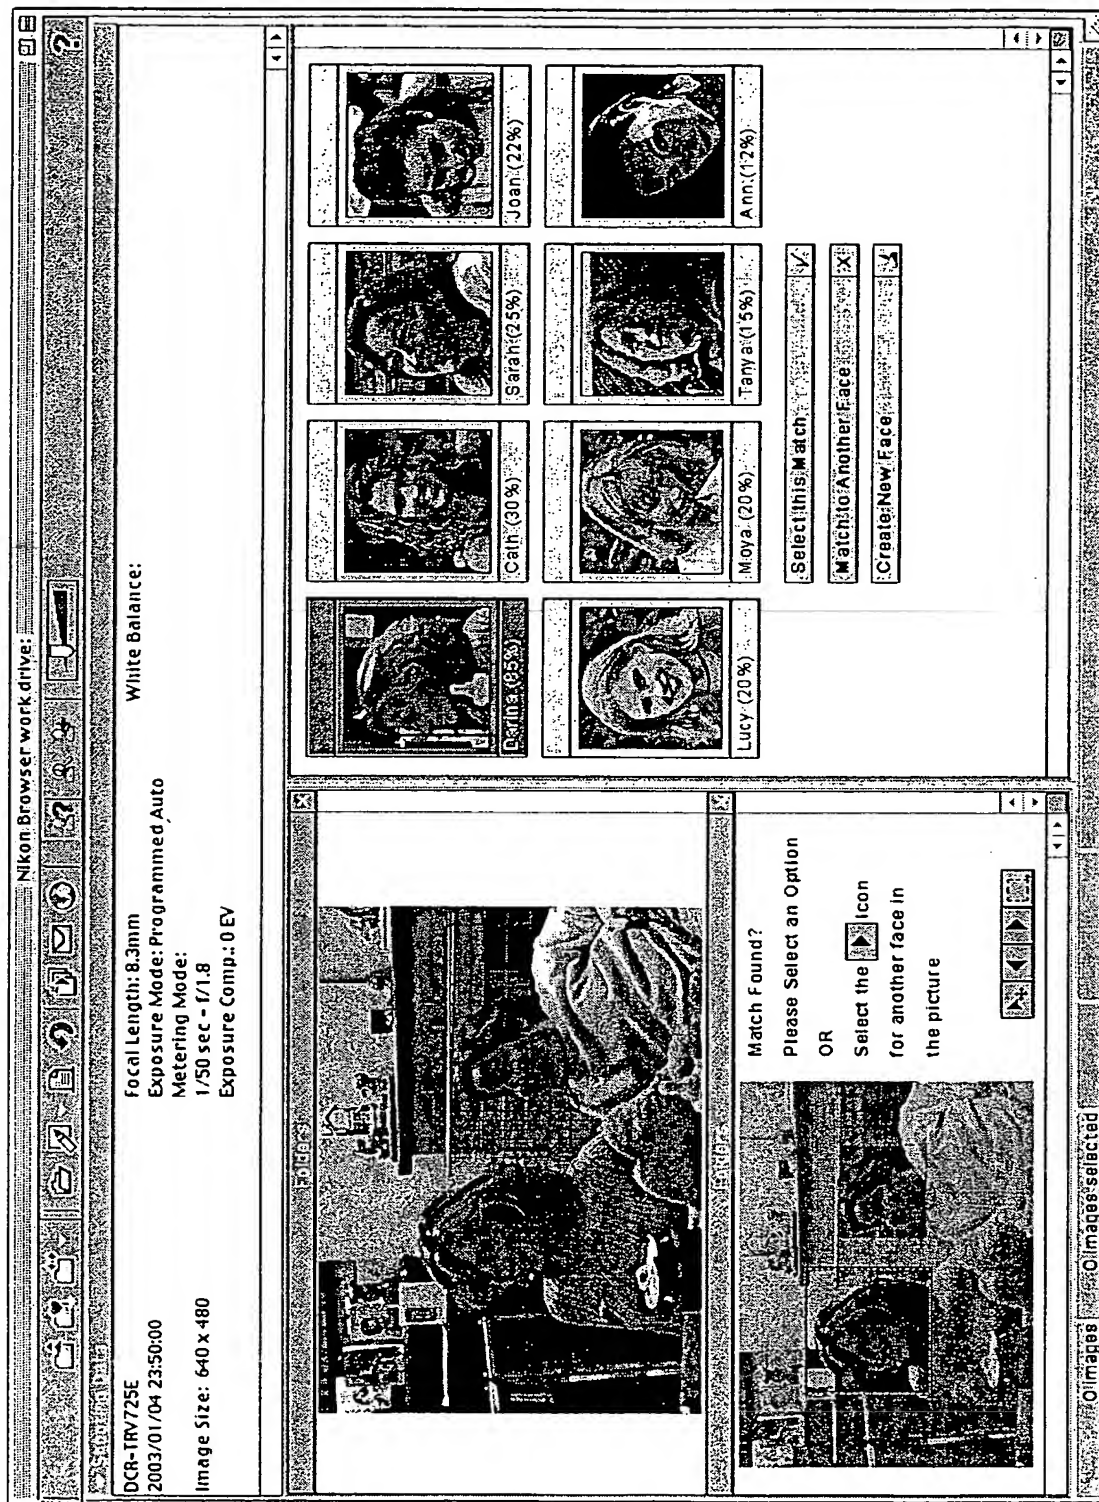 Nikon Browser work drive:
DCR-TRV725E
2003/01/04 23:50:00
Image Size: 640 x 480
Focal Length: 8.3mm
Exposure Mode: Programmed Auto
Metering Mode:
1/50 sec - f/1.8
Exposure Comp.: 0 EV
White Balance:
Folders
Folders
Match Found?
Please Select an Option
OR
Select the Icon
for another face in
the picture
Darina (85%)
Cath (30%)
Sarah (25%)
Joan (22%)
Lucy (20%)
Moya (20%)
Tanya (15%)
Ann (12%)
Select this Match
Match to Another Face
Create New Face
0 Images
0 Images selected